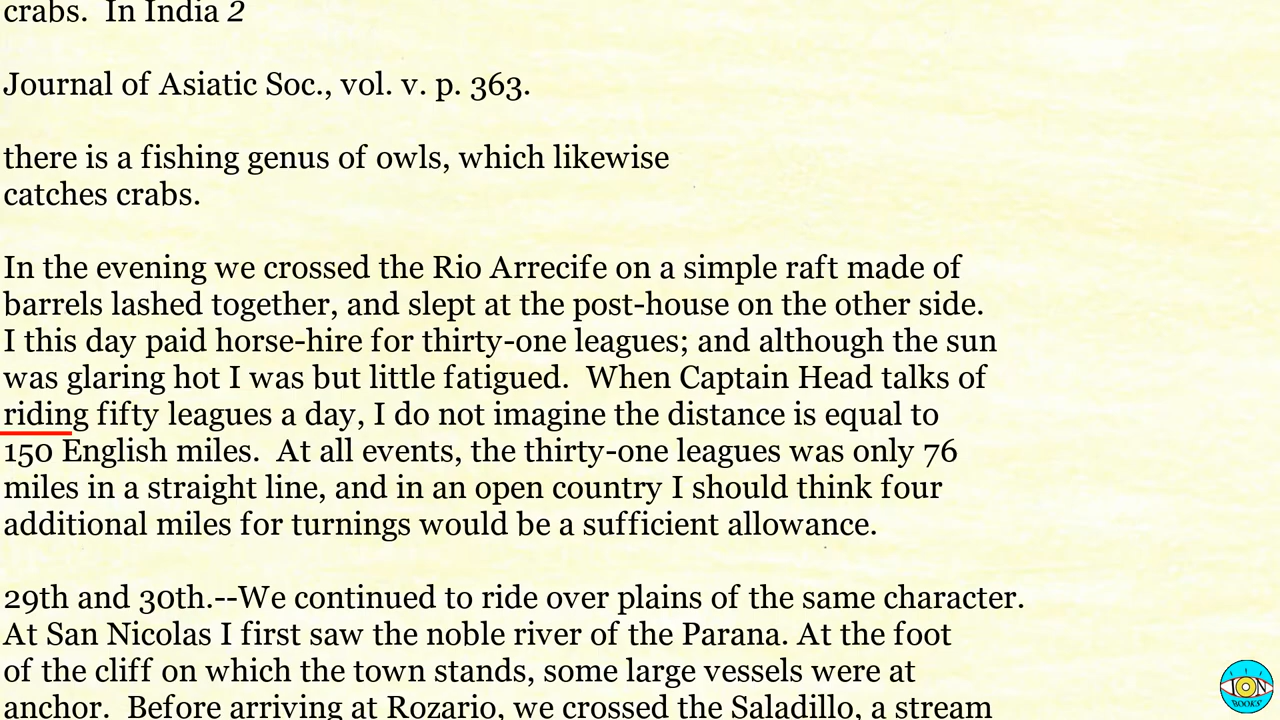 crabs.  In India 2
Journal of Asiatic Soc., vol. v. p. 363.
there is a fishing genus of owls, which likewise
catches crabs.
In the evening we crossed the Rio Arrecife on a simple raft made of
barrels lashed together, and slept at the post-house on the other side.
I this day paid horse-hire for thirty-one leagues; and although the sun
was glaring hot I was but little fatigued.  When Captain Head talks of
riding fifty leagues a day, I do not imagine the distance is equal to
150 English miles.  At all events, the thirty-one leagues was only 76
miles in a straight line, and in an open country I should think four
additional miles for turnings would be a sufficient allowance.
29th and 30th.--We continued to ride over plains of the same character.
At San Nicolas I first saw the noble river of the Parana. At the foot
of the cliff on which the town stands, some large vessels were at
anchor.  Before arriving at Rozario, we crossed the Saladillo, a stream
ION
BOOKS